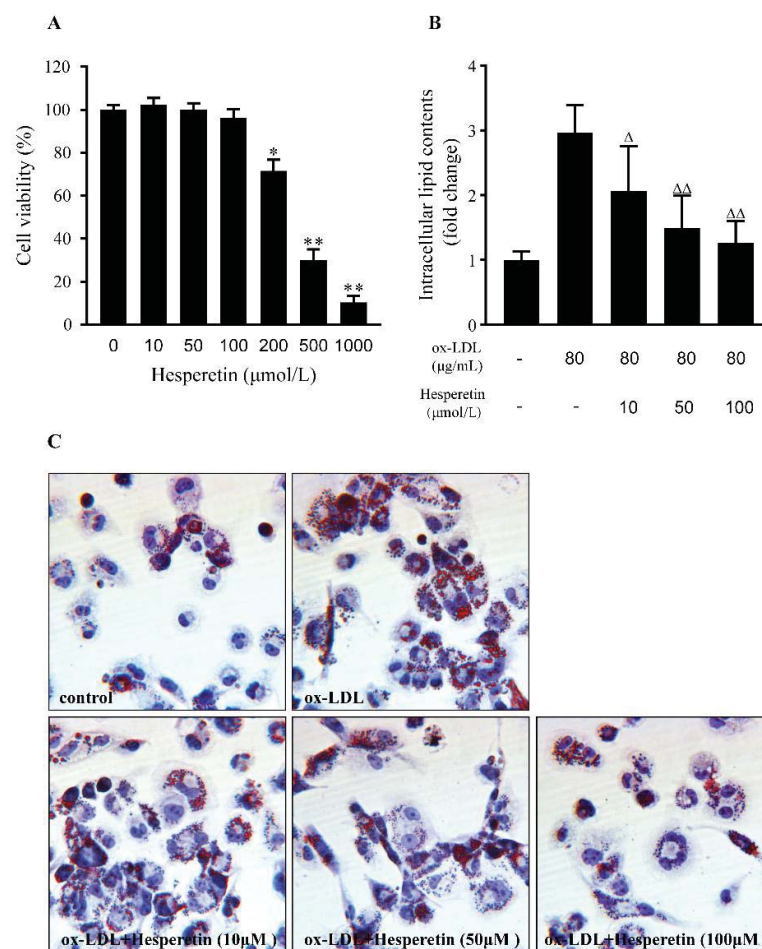 A
120
100
80
60
40
20
0
Cell viability (%)
*
**
**
0 10 50 100 200 500 1000
Hesperetin (μmol/L)
B
4
3
2
1
0
Intracellular lipid contents
(fold change)
Δ
ΔΔ
ΔΔ
ox-LDL
(μg/mL)
- 80 80 80 80
Hesperetin
(μmol/L)
- - 10 50 100
C
control
ox-LDL
ox-LDL+Hesperetin (10μM )
ox-LDL+Hesperetin (50μM )
ox-LDL+Hesperetin (100μM )